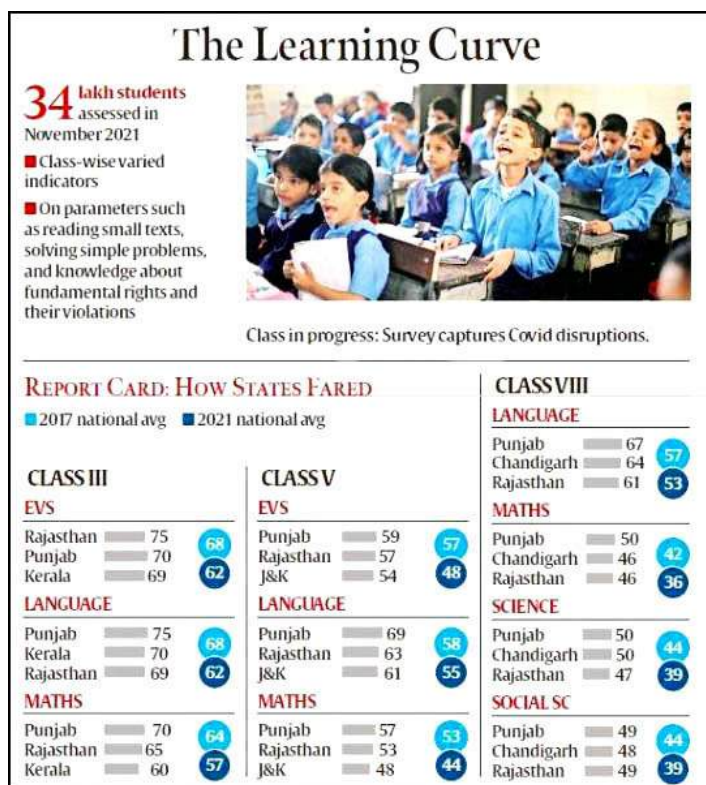 The Learning Curve
34 lakh students
assessed in
November 2021
Class-wise varied
indicators
On parameters such
as reading small texts,
solving simple problems,
and knowledge about
fundamental rights and
their violations
Class in progress: Survey captures Covid disruptions.
REPORT CARD: HOW STATES FARED
2017 national avg 2021 national avg
CLASS III
EVS
Rajasthan 75
Punjab 70
Kerala 69
68
62
LANGUAGE
Punjab 75
Kerala 70
Rajasthan 69
68
62
MATHS
Punjab 70
Rajasthan 65
Kerala 60
64
57
CLASS V
EVS
Punjab 59
Rajasthan 57
J&K 54
57
48
LANGUAGE
Punjab 69
Rajasthan 63
J&K 61
58
55
MATHS
Punjab 57
Rajasthan 53
J&K 48
53
44
CLASS VIII
LANGUAGE
Punjab 67
Chandigarh 64
Rajasthan 61
57
53
MATHS
Punjab 50
Chandigarh 46
Rajasthan 46
42
36
SCIENCE
Punjab 50
Chandigarh 50
Rajasthan 47
44
39
SOCIAL SC
Punjab 49
Chandigarh 48
Rajasthan 49
44
39